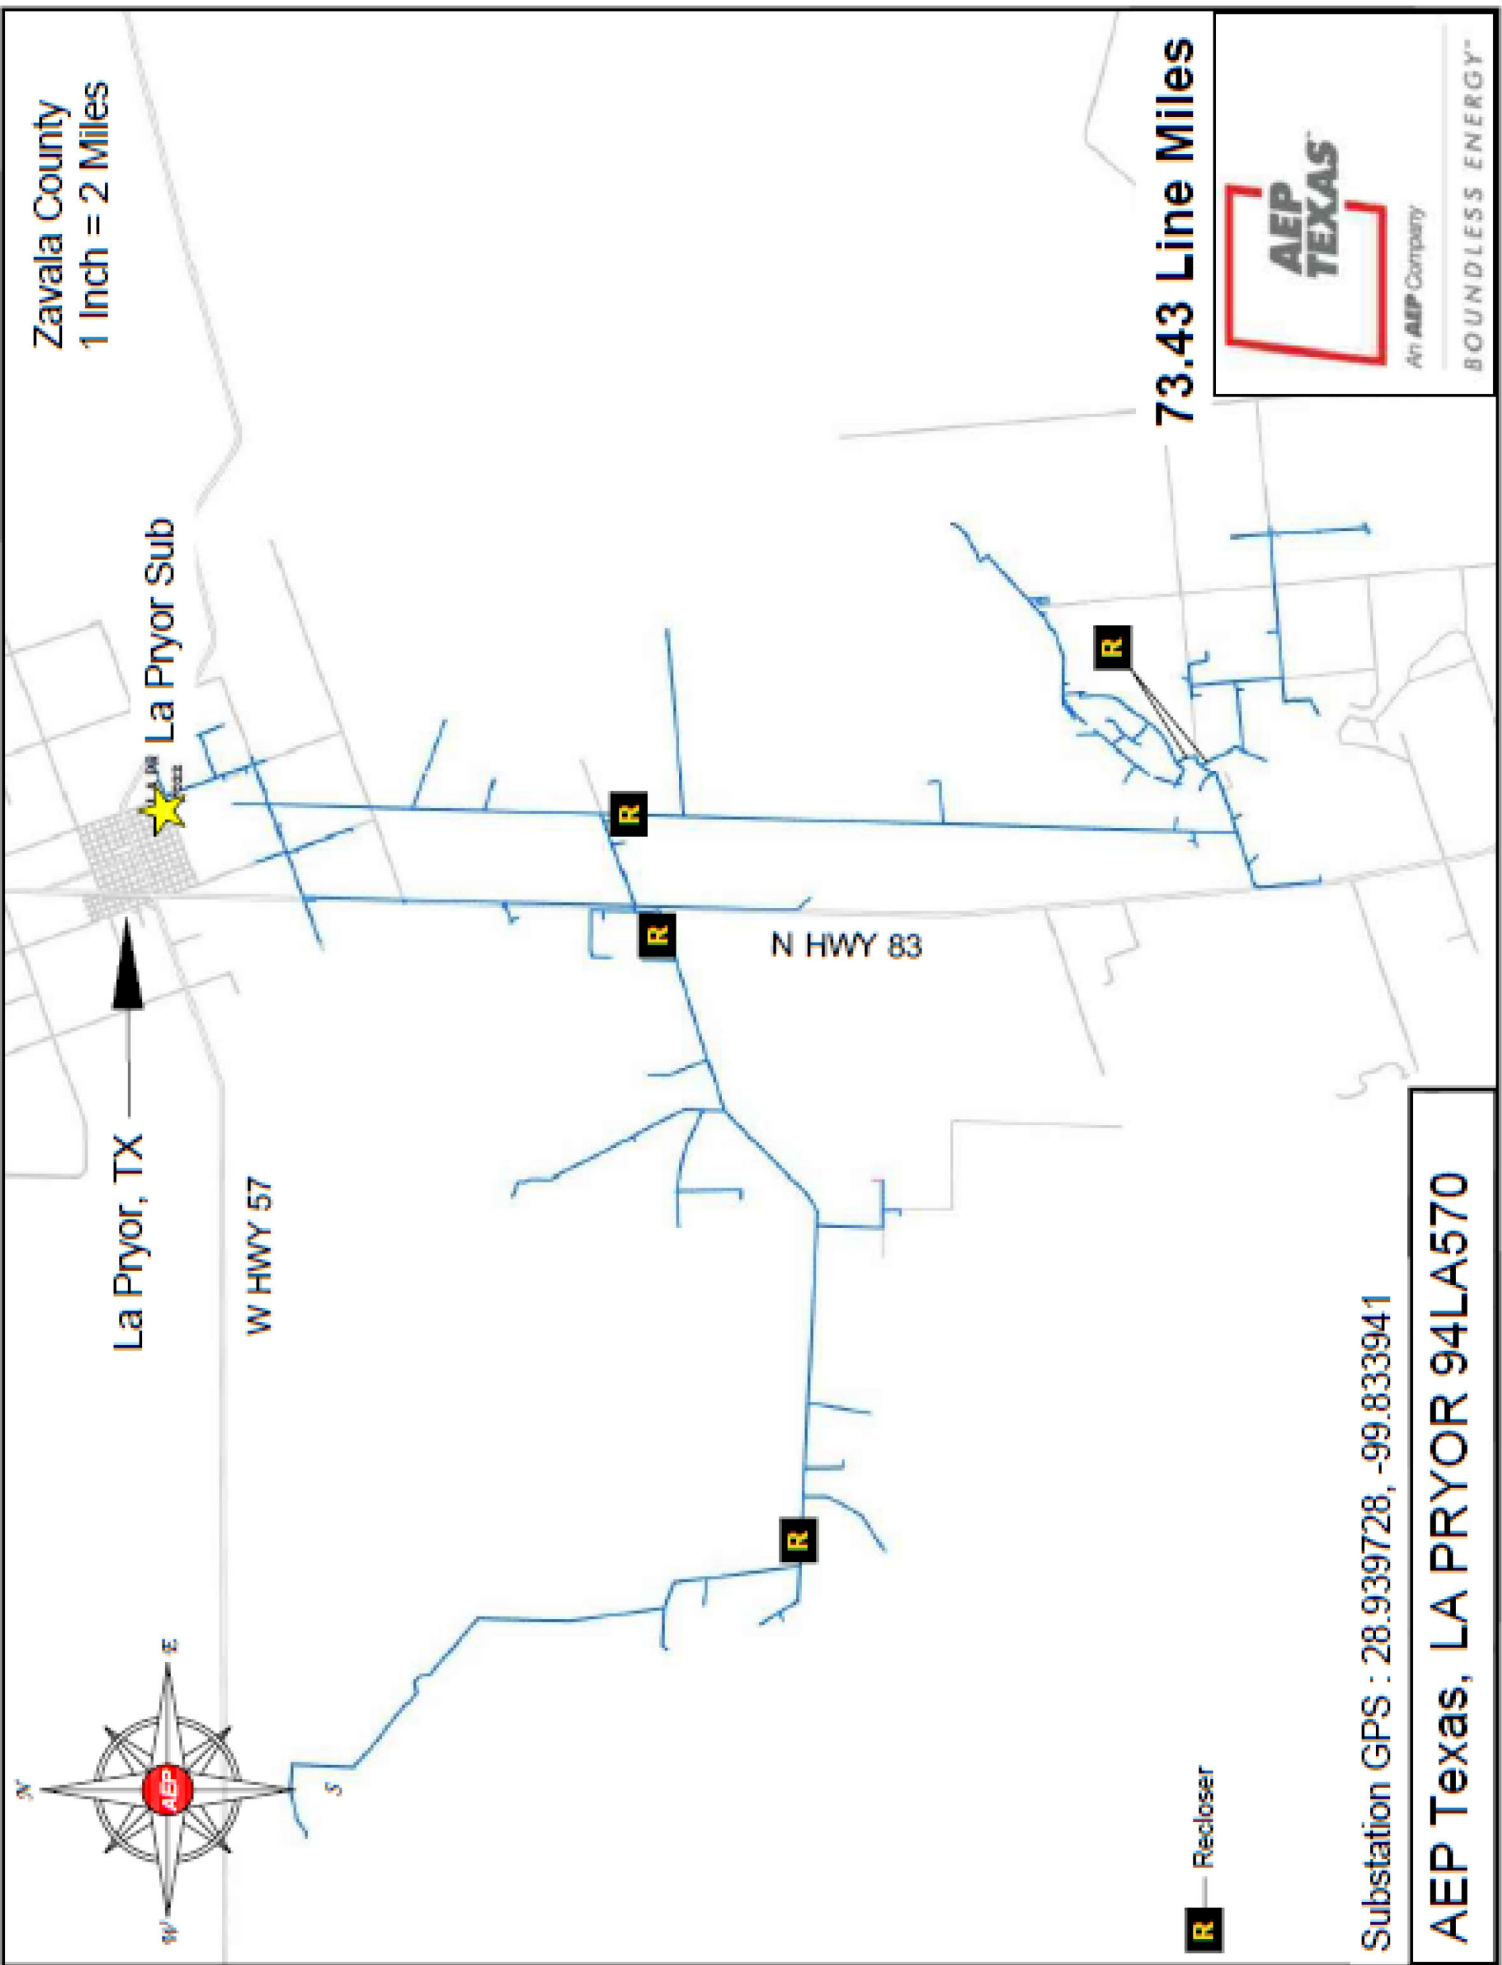 Zavala County
1 Inch = 2 Miles
La Pryor Sub
La Pryor, TX
W HWY 57
N HWY 83
N
E
S
W
AEP
R
R
R
R
R
Recloser
73.43 Line Miles
AEP
TEXAS
An AEP Company
BOUNDLESS ENERGY
Substation GPS : 28.939728, -99.833941
AEP Texas, LA PRYOR 94LA570